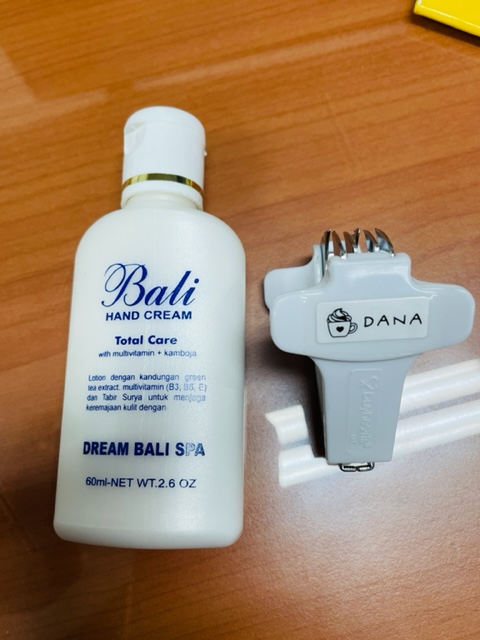 Bali
HAND CREAM
Total Care
with multivitamin + kamboja
Lotion dengan kandungan green
tea extract, multivitamin (B3, B6, E)
dan Tabir Surya untuk menjaga
keremajaan kulit dengan
DREAM BALI SPA
60ml-NET WT.2.6 OZ
DANA